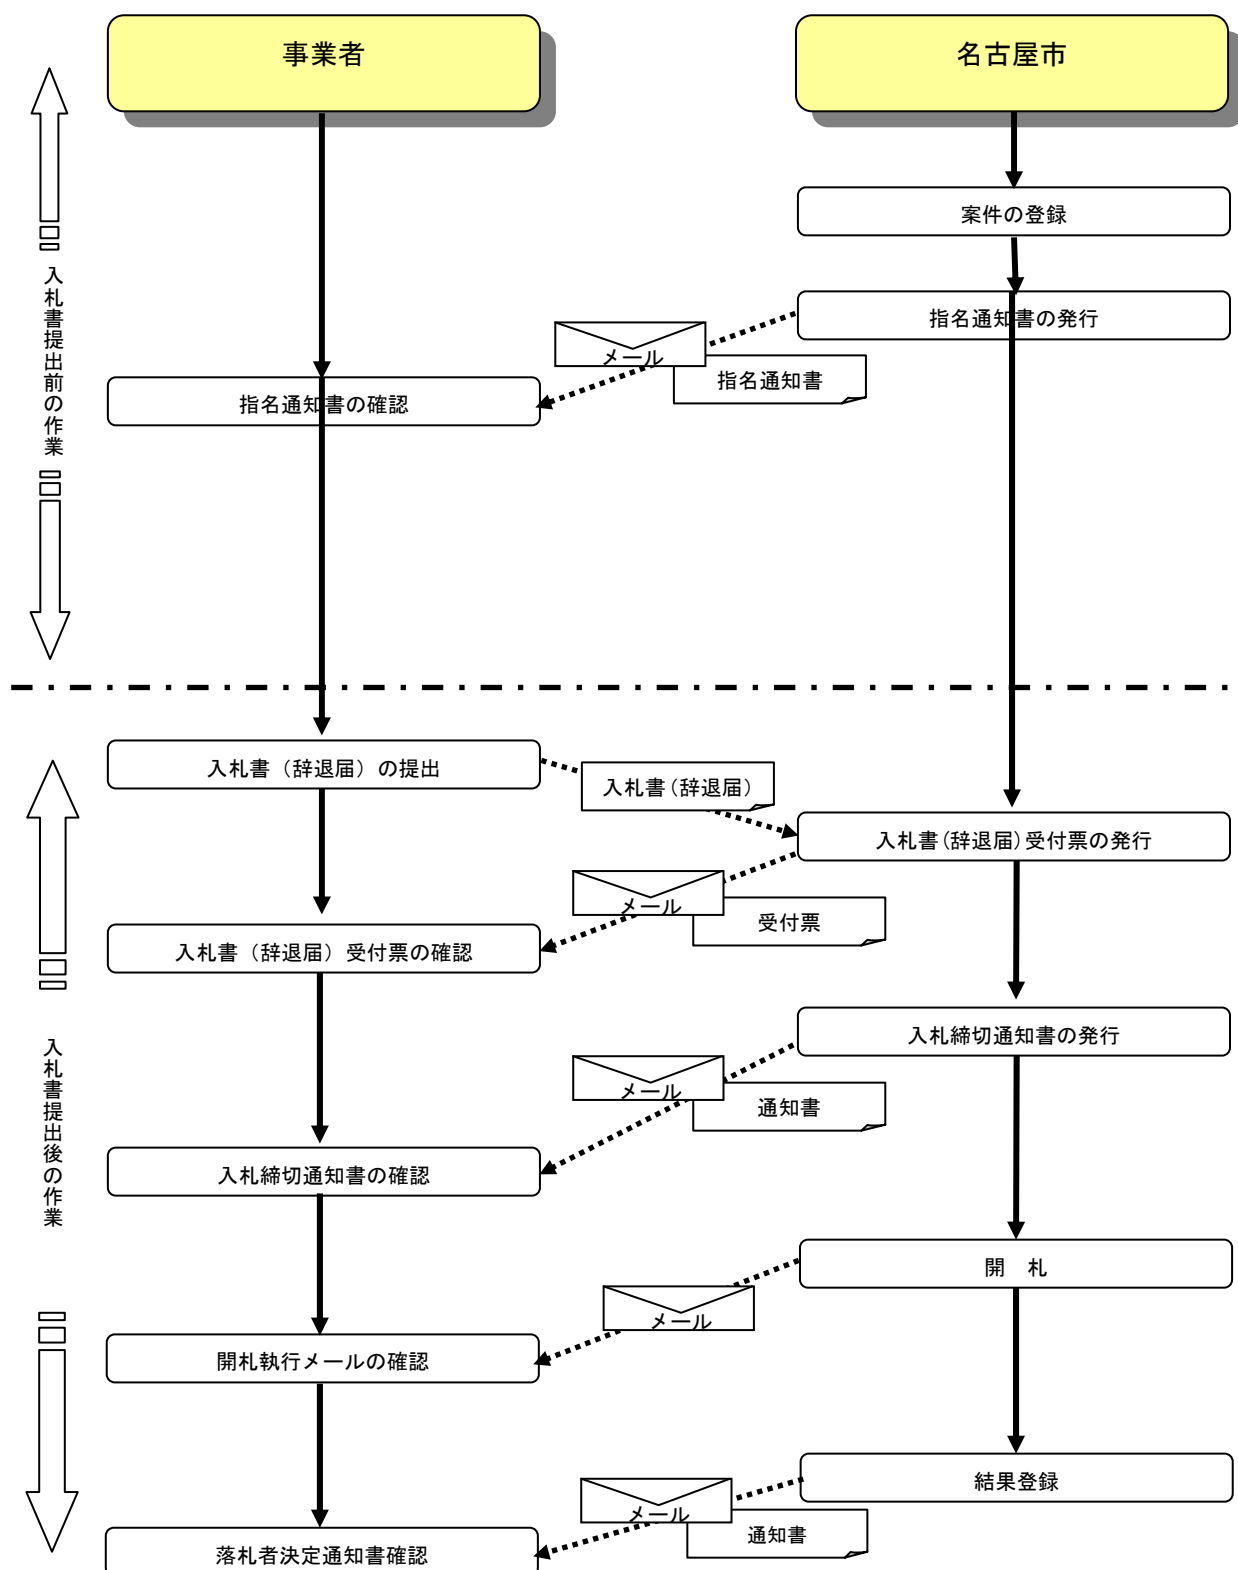 事業者
名古屋市
案件の登録
指名通知書の発行
メール
指名通知書
指名通知書の確認
入札書提出前の作業
入札書（辞退届）の提出
入札書（辞退届）
入札書（辞退届）受付票の発行
メール
受付票
入札書（辞退届）受付票の確認
入札締切通知書の発行
メール
通知書
入札書提出後の作業
入札締切通知書の確認
開　札
メール
開札執行メールの確認
結果登録
メール
通知書
落札者決定通知書確認